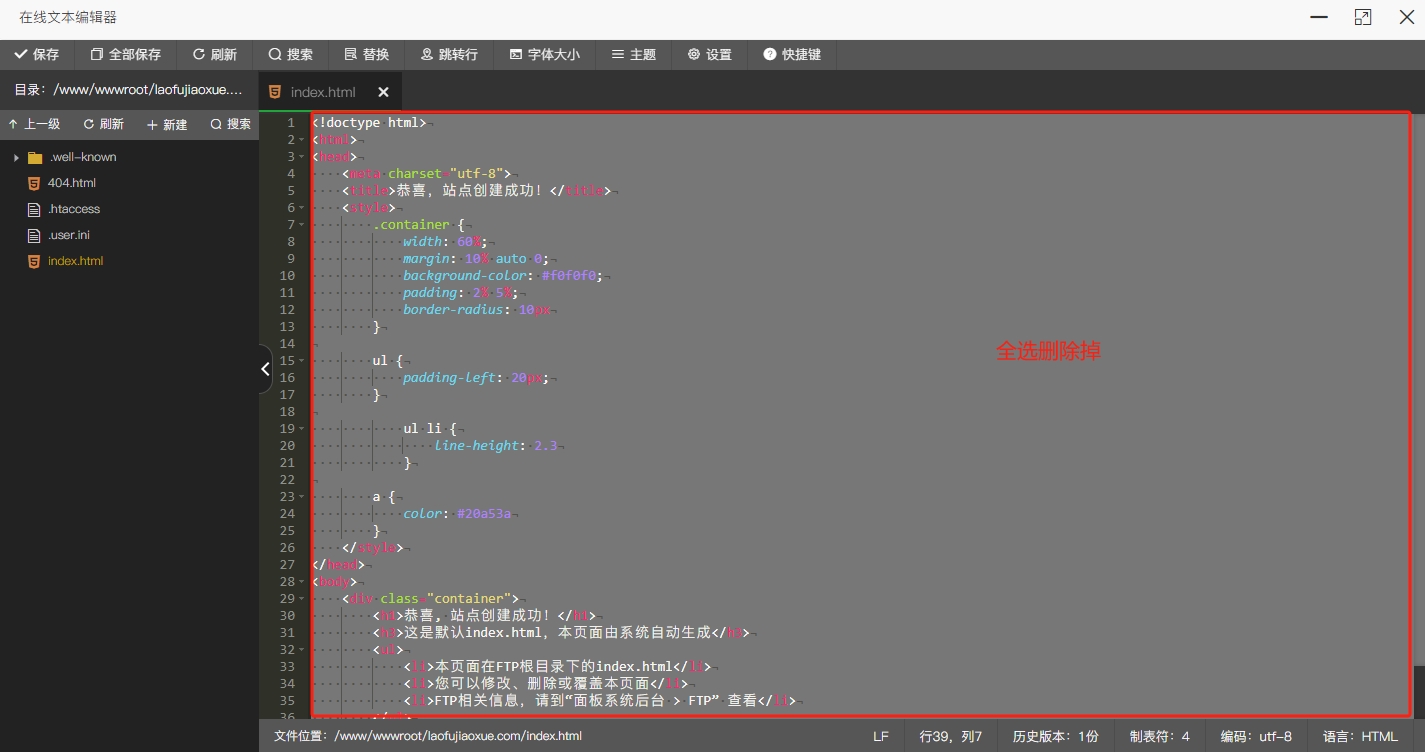 在线文本编辑器
保存 全部保存 刷新 搜索 替换 跳转行 字体大小 主题 设置 快捷键
目录：/www/wwwroot/laofujiaoxue....
index.html
上一级 刷新 新建 搜索
.well-known
404.html
.htaccess
.user.ini
index.html
1 <!doctype html>
2 <html>
3 <head>
4 <meta charset="utf-8">
5 <title>恭喜，站点创建成功！</title>
6 <style>
7 .container {
8 width: 60%;
9 margin: 10% auto 0;
10 background-color: #f0f0f0;
11 padding: 2% 5%;
12 border-radius: 10px
13 }
14
15 ul {
16 padding-left: 20px;
17 }
18
19 ul li {
20 line-height: 2.3
21 }
22
23 a {
24 color: #20a53a
25 }
26 </style>
27 </head>
28 <body>
29 <div class="container">
30 <h1>恭喜, 站点创建成功！</h1>
31 <h3>这是默认index.html，本页面由系统自动生成</h3>
32 <ul>
33 <li>本页面在FTP根目录下的index.html</li>
34 <li>您可以修改、删除或覆盖本页面</li>
35 <li>FTP相关信息，请到“面板系统后台 > FTP” 查看</li>
36
全选删除掉
文件位置：/www/wwwroot/laofujiaoxue.com/index.html LF 行39，列7 历史版本：1份 制表符：4 编码：utf-8 语言：HTML